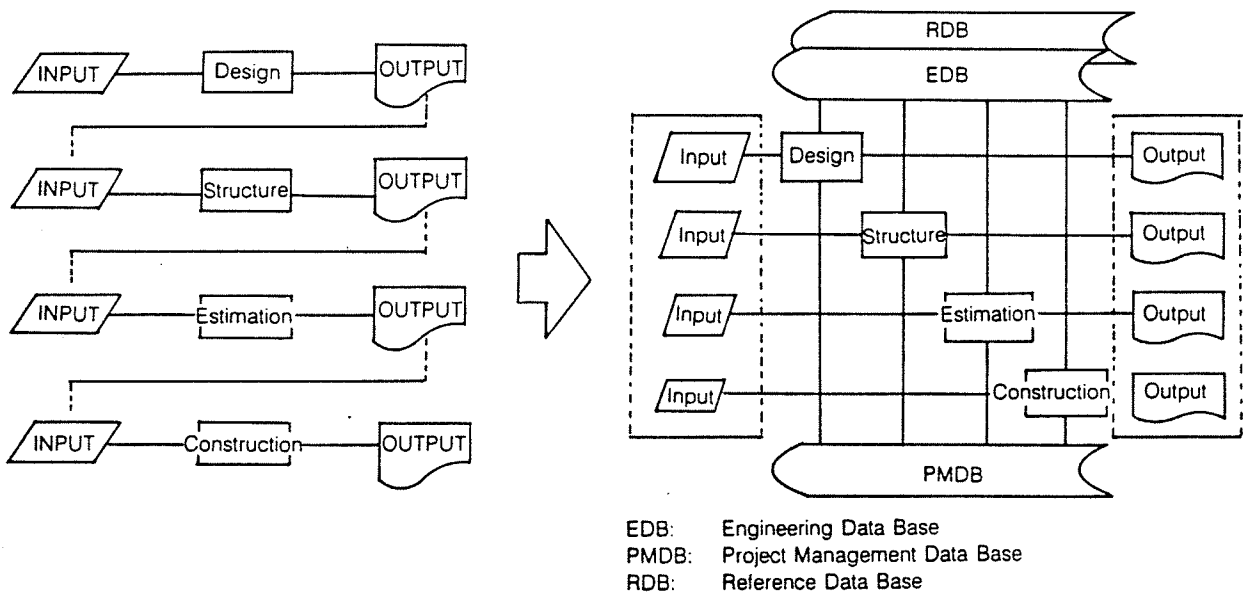 INPUT Design OUTPUT
INPUT Structure OUTPUT
INPUT Estimation OUTPUT
INPUT Construction OUTPUT
RDB
EDB
Input Design Output
Input Structure Output
Input Estimation Output
Input Construction Output
PMDB
EDB: Engineering Data Base
PMDB: Project Management Data Base
RDB: Reference Data Base